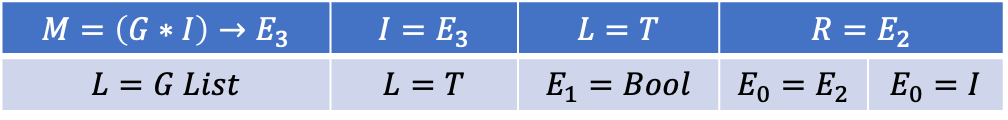 M = (G * I) → E₃ I = E₃ L = T R = E₂
L = G List L = T E₁ = Bool E₀ = E₂ E₀ = I